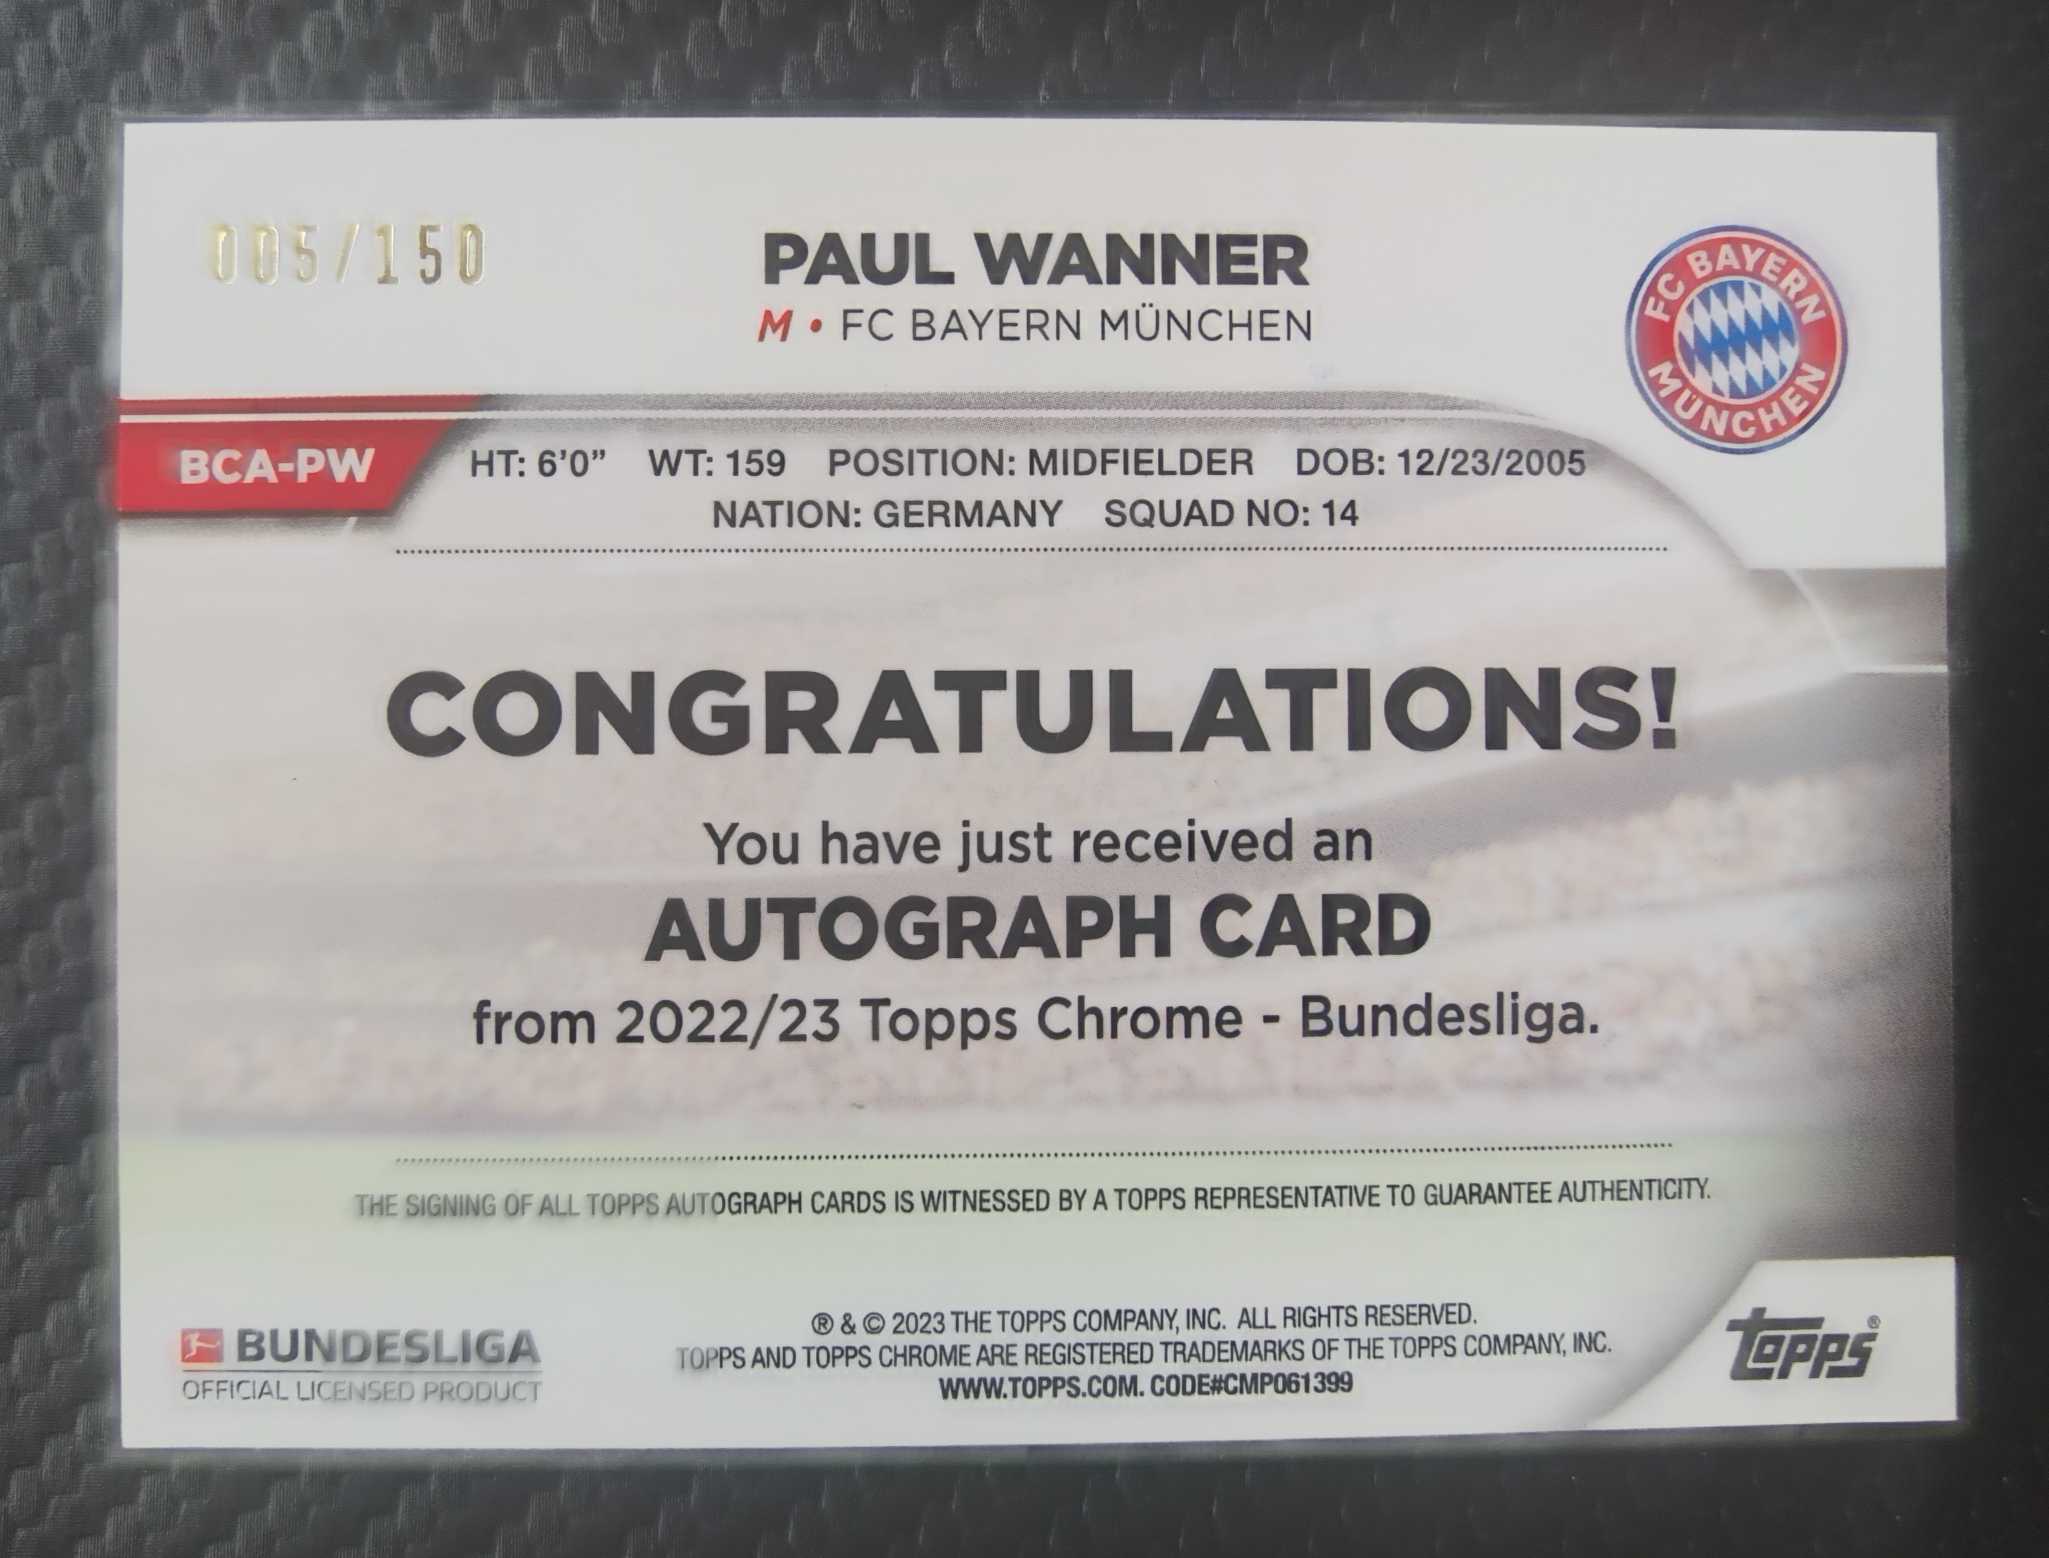 005/150
PAUL WANNER
M • FC BAYERN MÜNCHEN
FC BAYERN
MÜNCHEN
BCA-PW
HT: 6'0” WT: 159 POSITION: MIDFIELDER DOB: 12/23/2005
NATION: GERMANY SQUAD NO: 14
CONGRATULATIONS!
You have just received an
AUTOGRAPH CARD
from 2022/23 Topps Chrome - Bundesliga.
THE SIGNING OF ALL TOPPS AUTOGRAPH CARDS IS WITNESSED BY A TOPPS REPRESENTATIVE TO GUARANTEE AUTHENTICITY.
BUNDESLIGA
OFFICIAL LICENSED PRODUCT
® & © 2023 THE TOPPS COMPANY, INC. ALL RIGHTS RESERVED.
TOPPS AND TOPPS CHROME ARE REGISTERED TRADEMARKS OF THE TOPPS COMPANY, INC.
WWW.TOPPS.COM. CODE#CMP061399
topps®